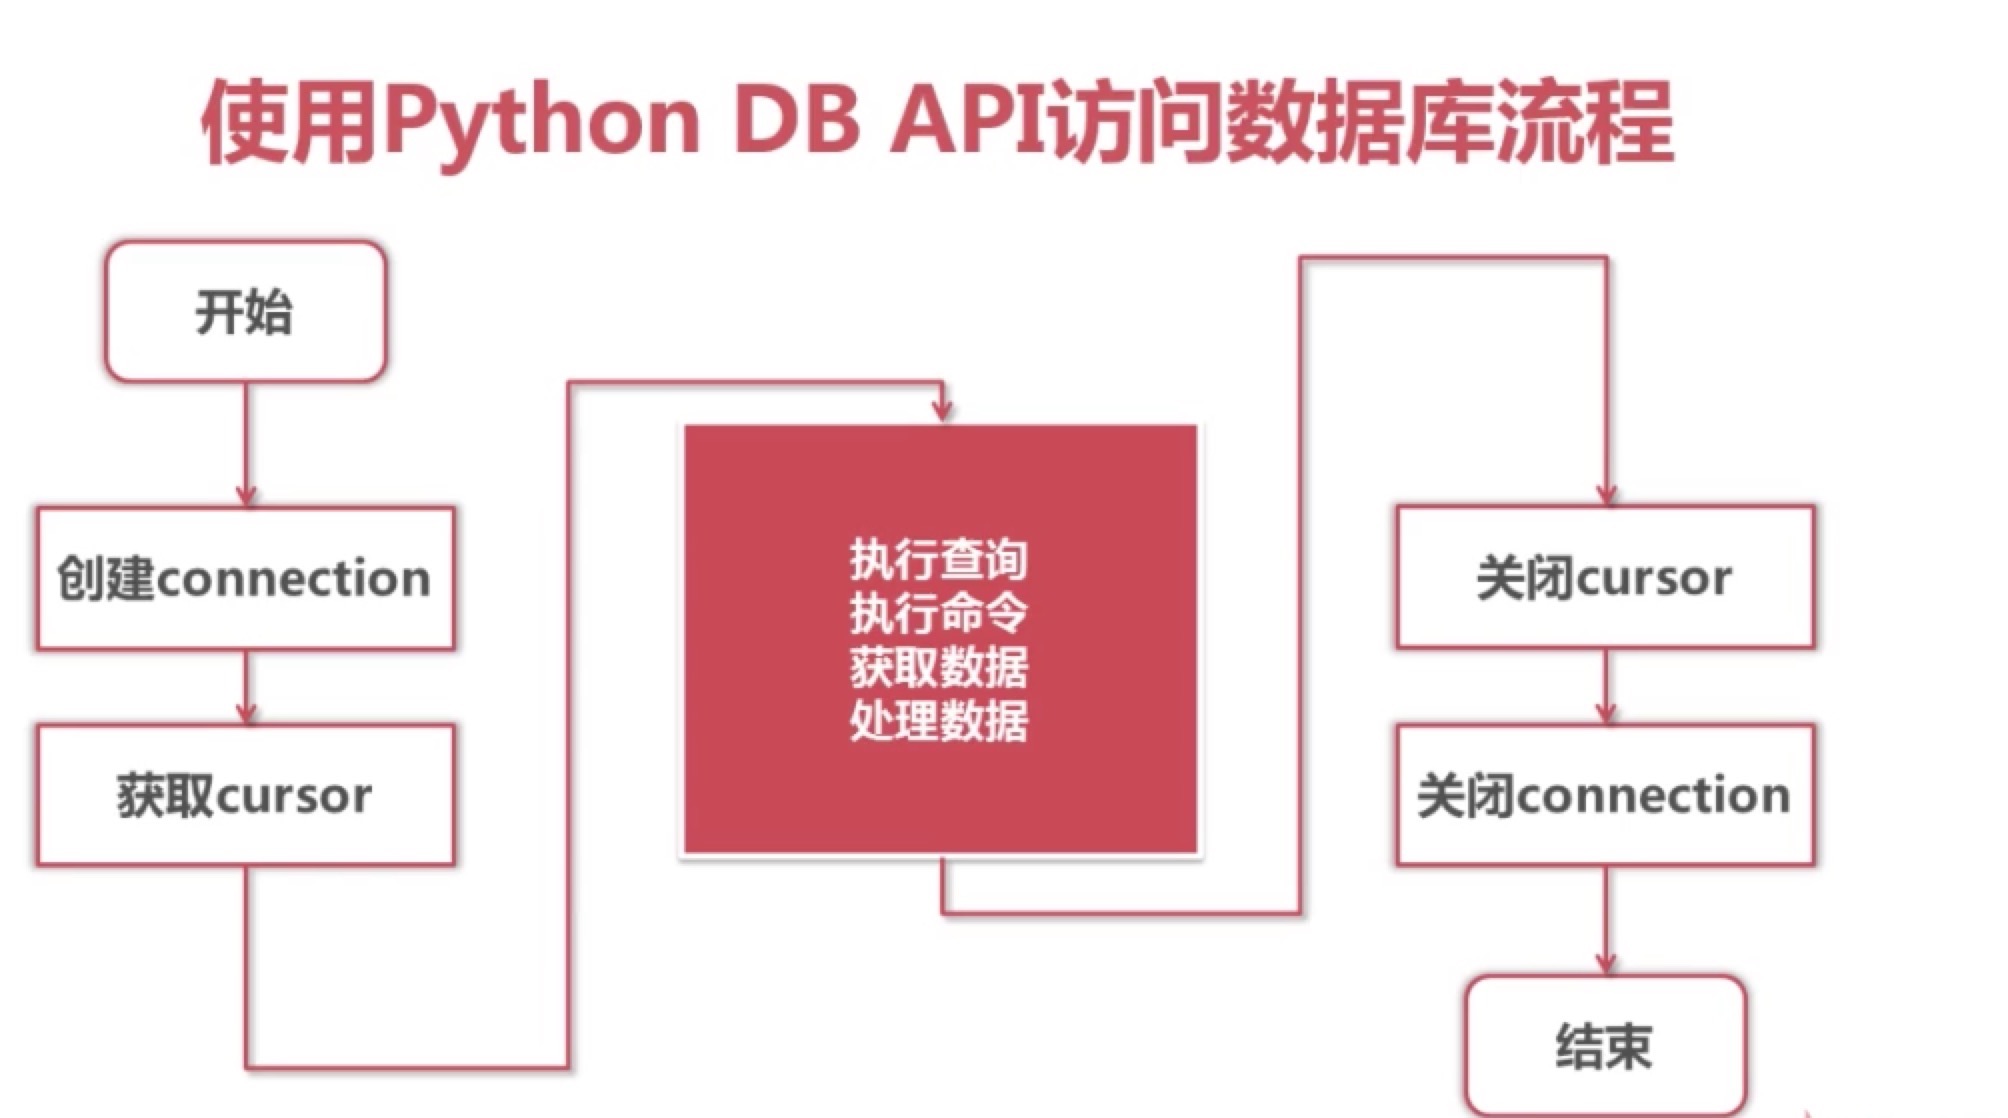 使用Python DB API访问数据库流程
开始
创建connection
获取cursor
执行查询
执行命令
获取数据
处理数据
关闭cursor
关闭connection
结束